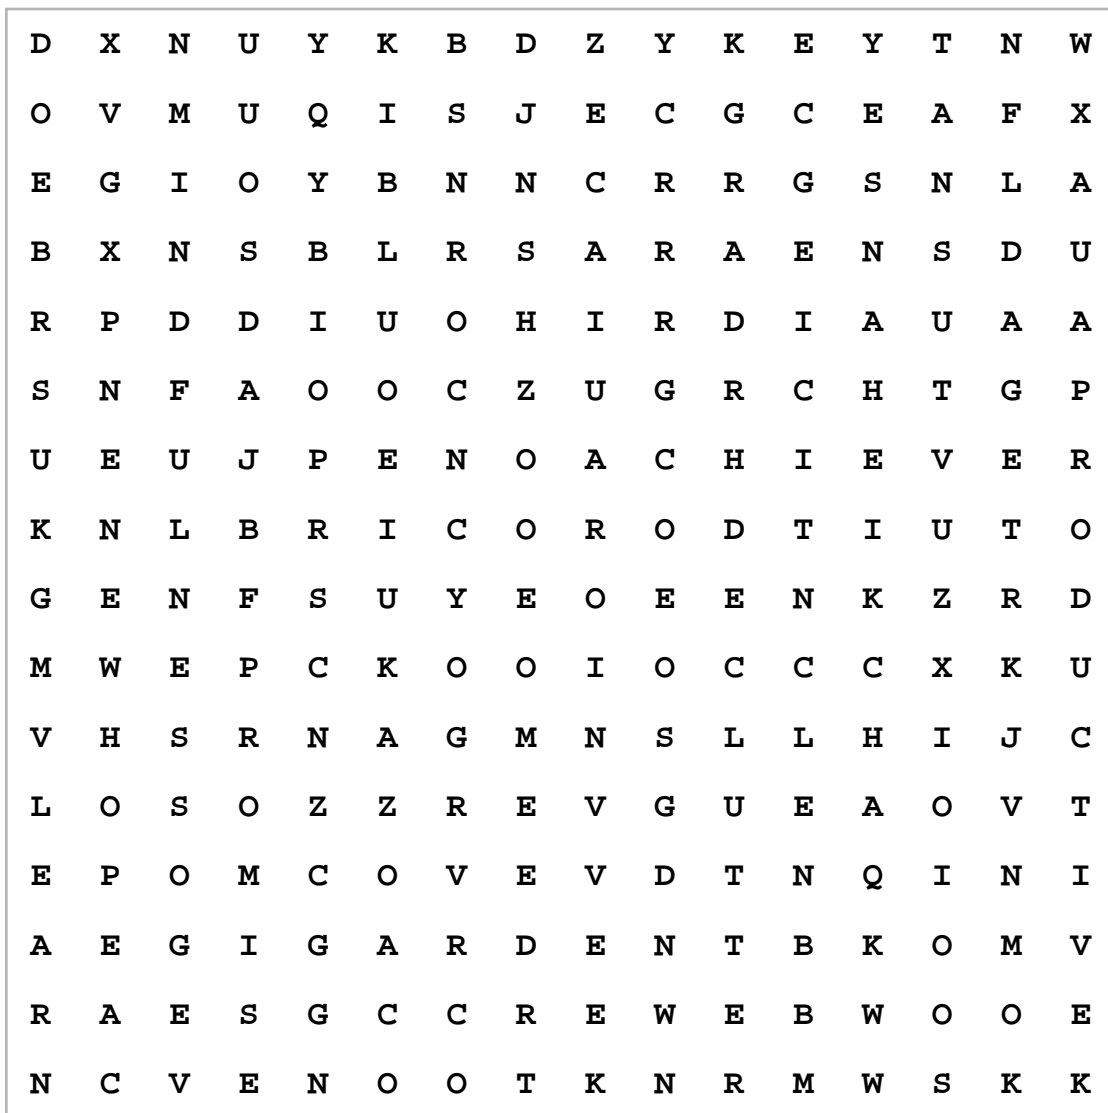 D X N U Y K B D Z Y K E Y T N W
O V M U Q I S J E C G C E A F X
E G I O Y B N N C R R G S N L A
B X N S B L R S A R A E N S D U
R P D D I U O H I R D I A U A A
S N F A O O C Z U G R C H T G P
U E U J P E N O A C H I E V E R
K N L B R I C O R O D T I U T O
G E N F S U Y E O E E N K Z R D
M W E P C K O O I O C C C X K U
V H S R N A G M N S L L H I J C
L O S O Z Z R E V G U E A O V T
E P O M C O V E V D T N Q I N I
A E G I G A R D E N T B K O M V
R A E S G C C R E W E B W O O E
N C V E N O O T K N R M W S K K